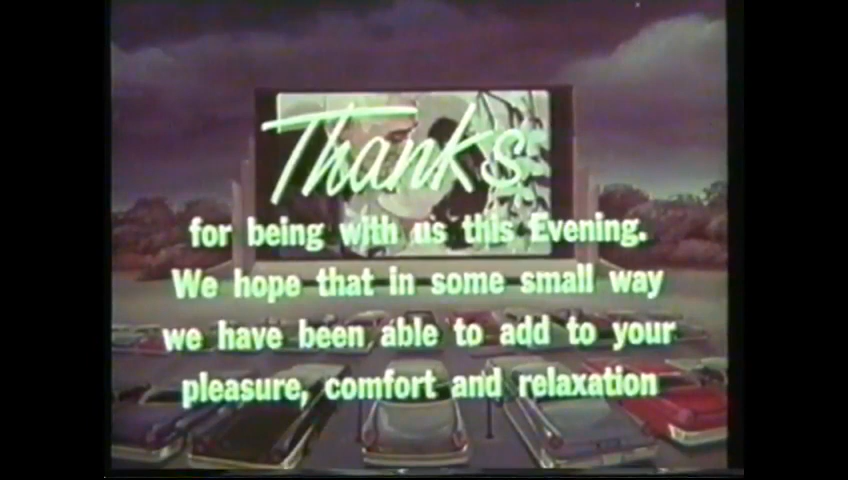 Thanks
for being with us this Evening.
We hope that in some small way
we have been able to add to your
pleasure, comfort and relaxation